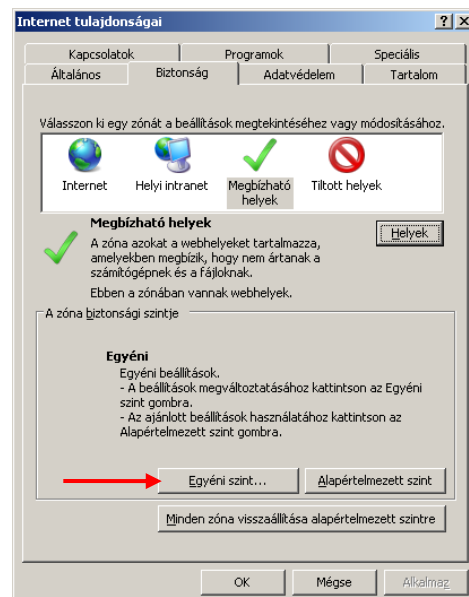 Internet tulajdonságai
Kapcsolatok Programok Speciális
Általános Biztonság Adatvédelem Tartalom
Válasszon ki egy zónát a beállítások megtekintéséhez vagy módosításához.
Internet Helyi intranet Megbízható helyek Tiltott helyek
Megbízható helyek
Helyek
A zóna azokat a webhelyeket tartalmazza,
amelyekben megbízik, hogy nem ártanak a
számítógépnek és a fájloknak.
Ebben a zónában vannak webhelyek.
A zóna biztonsági szintje
Egyéni
Egyéni beállítások.
- A beállítások megváltoztatásához kattintson az Egyéni
szint gombra.
- Az ajánlott beállítások használatához kattintson az
Alapértelmezett szint gombra.
Egyéni szint... Alapértelmezett szint
Minden zóna visszaállítása alapértelmezett szintre
OK Mégse Alkalmaz